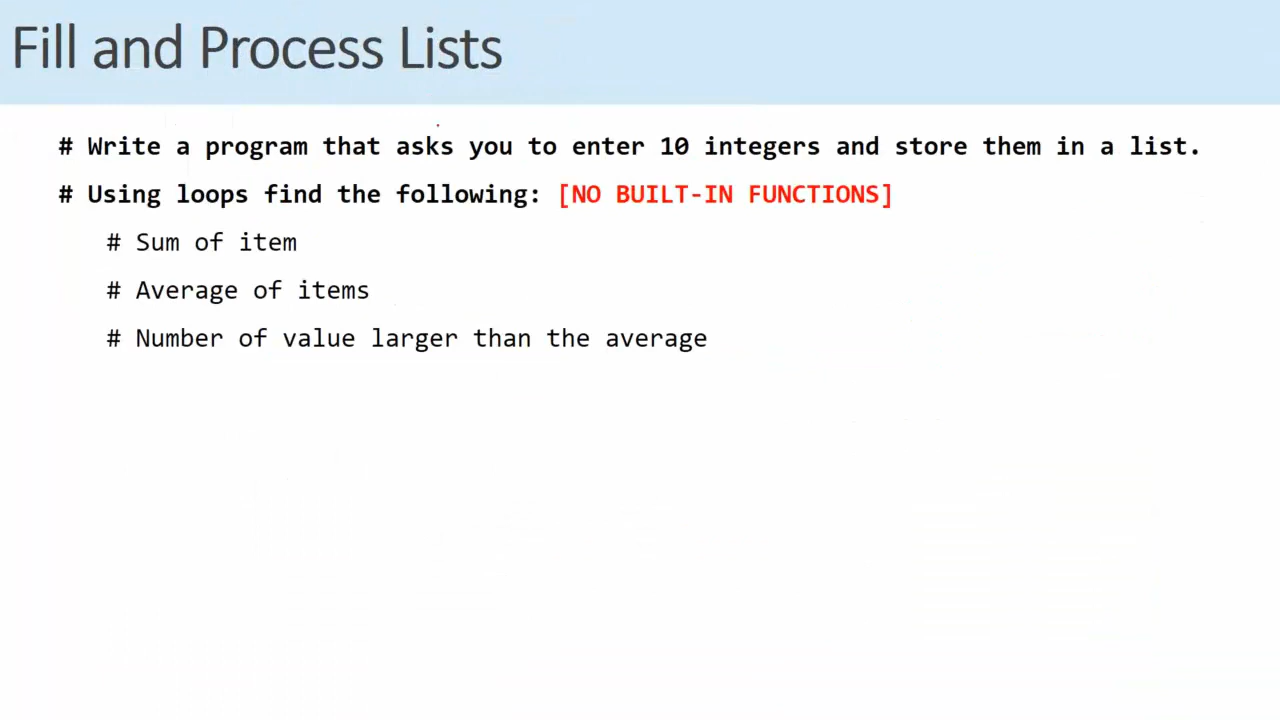 Fill and Process Lists
# Write a program that asks you to enter 10 integers and store them in a list.
# Using loops find the following: [NO BUILT-IN FUNCTIONS]
# Sum of item
# Average of items
# Number of value larger than the average